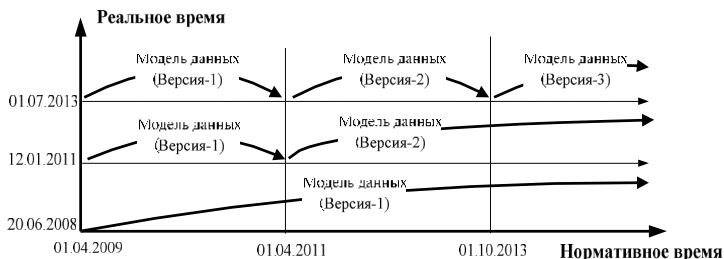 Реальное время
Модель данных
(Версия-1)
Модель данных
(Версия-2)
Модель данных
(Версия-3)
01.07.2013
Модель данных
(Версия-1)
Модель данных
(Версия-2)
12.01.2011
Модель данных
(Версия-1)
20.06.2008
01.04.2009
01.04.2011
01.10.2013
Нормативное время